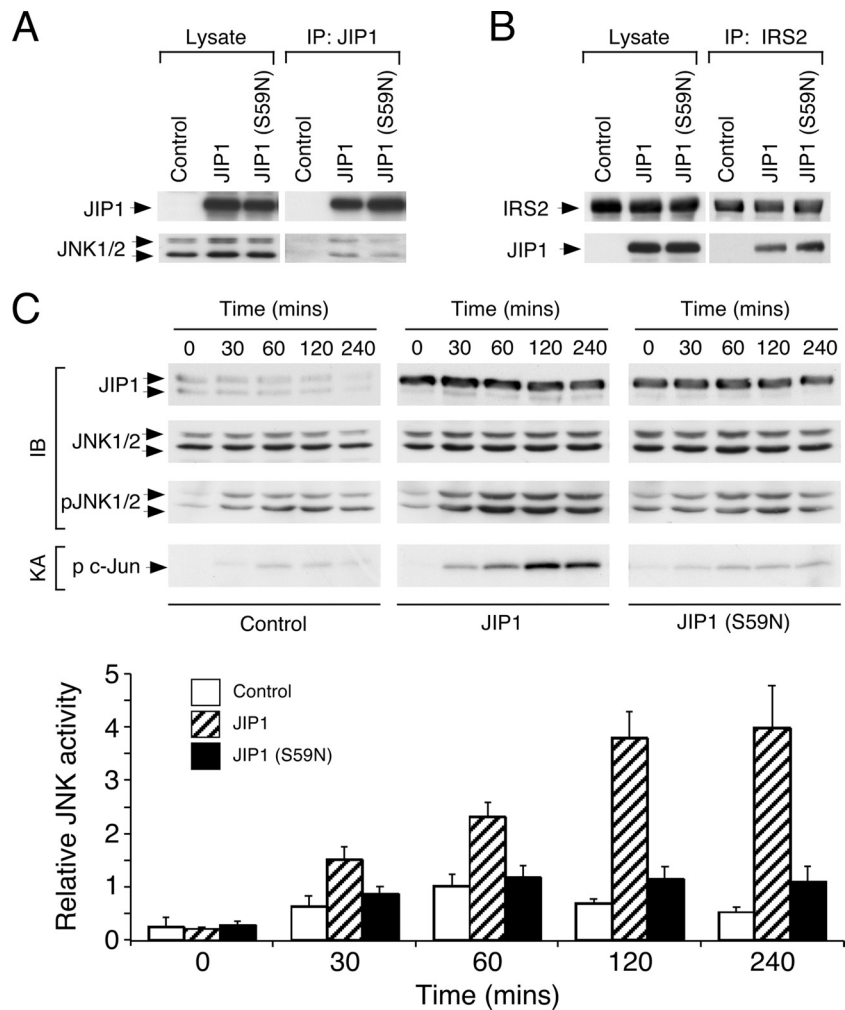 A
Lysate IP: JIP1
Control JIP1 JIP1 (S59N) Control JIP1 JIP1 (S59N)
JIP1
JNK1/2
B
Lysate IP: IRS2
Control JIP1 JIP1 (S59N) Control JIP1 JIP1 (S59N)
IRS2
JIP1
C
Time (mins) Time (mins) Time (mins)
0 30 60 120 240 0 30 60 120 240 0 30 60 120 240
IB
JIP1
JNK1/2
pJNK1/2
KA
p c-Jun
Control JIP1 JIP1 (S59N)
Relative JNK activity
5
4
3
2
1
0
Control
JIP1
JIP1 (S59N)
0 30 60 120 240
Time (mins)